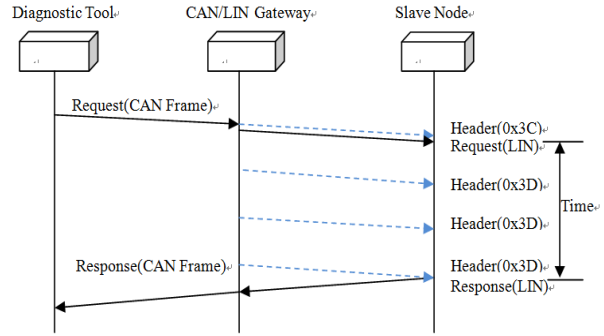 Diagnostic Tool
CAN/LIN Gateway
Slave Node
Request(CAN Frame)
Header(0x3C)
Request(LIN)
Header(0x3D)
Time
Header(0x3D)
Response(CAN Frame)
Header(0x3D)
Response(LIN)